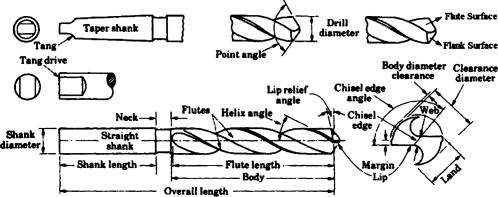 Taper shank
Tang
Tang drive
Drill
diameter
Point angle
Flute Surface
Flank Surface
Body diameter
clearance
Clearance
diameter
Chisel edge
angle
Web
Lip relief
angle
Chisel
edge
Neck
Flutes
Helix angle
Shank
diameter
Straight
shank
Margin
Lip
Land
Shank length
Flute length
Body
Overall length